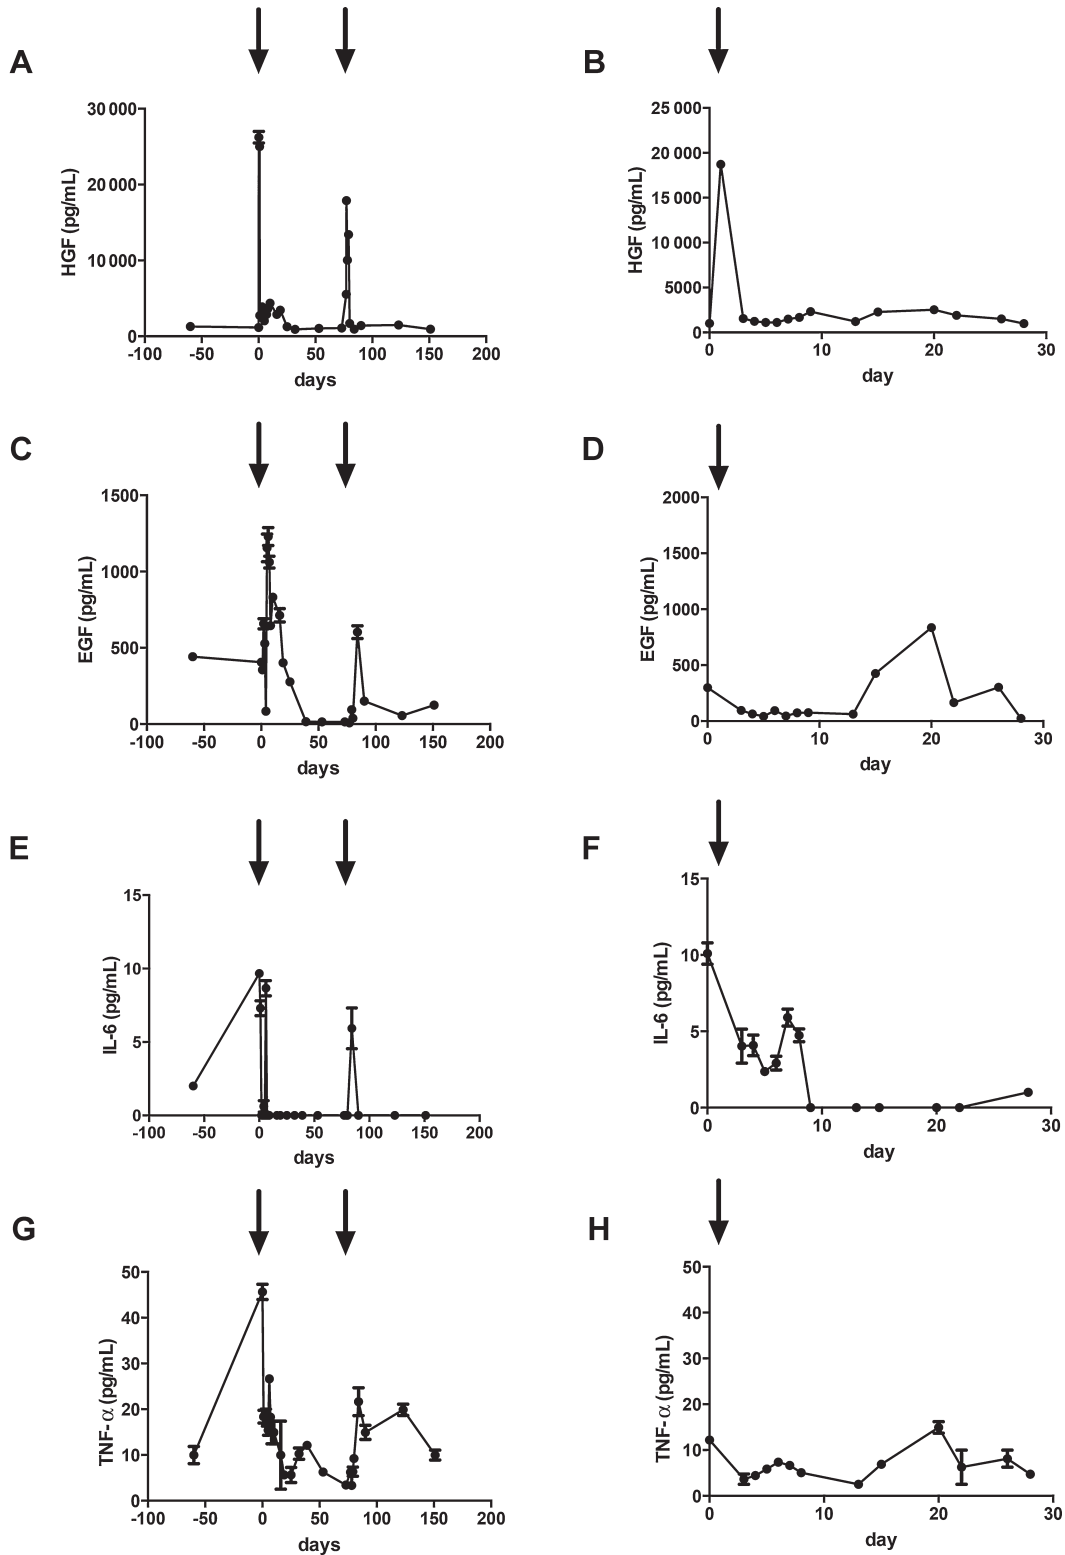 A
30 000
20 000
10 000
0
HGF (pg/mL)
-100 -50 0 50 100 150 200
days
B
25 000
20 000
15 000
10 000
5000
0
HGF (pg/mL)
0 10 20 30
day
C
1500
1000
500
0
EGF (pg/mL)
-100 -50 0 50 100 150 200
days
D
2000
1500
1000
500
0
EGF (pg/mL)
0 10 20 30
day
E
15
10
5
0
IL-6 (pg/mL)
-100 -50 0 50 100 150 200
days
F
15
10
5
0
IL-6 (pg/mL)
0 10 20 30
day
G
50
40
30
20
10
0
TNF-α (pg/mL)
-100 -50 0 50 100 150 200
days
H
50
40
30
20
10
0
TNF-α (pg/mL)
0 10 20 30
day